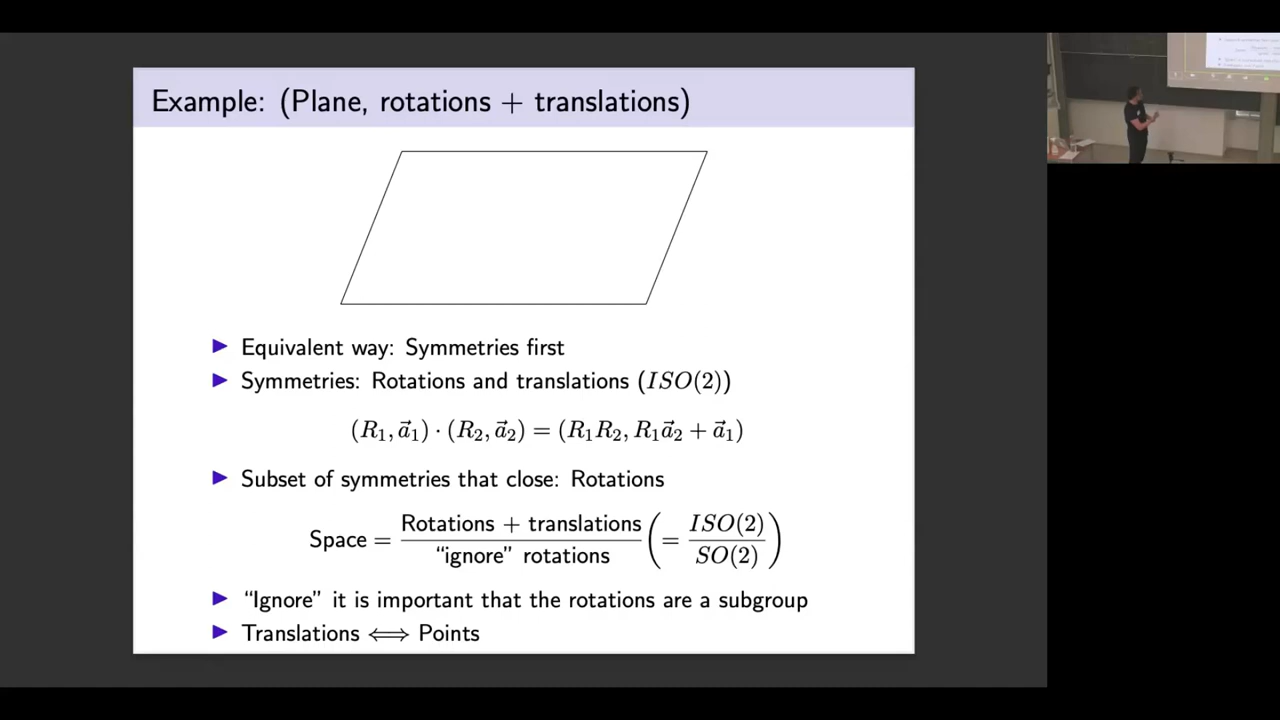 Example: (Plane, rotations + translations)
▶ Equivalent way: Symmetries first
▶ Symmetries: Rotations and translations (ISO(2))
(R₁, a⃗₁) · (R₂, a⃗₂) = (R₁R₂, R₁a⃗₂ + a⃗₁)
▶ Subset of symmetries that close: Rotations
Space = Rotations + translations / “ignore” rotations (= ISO(2) / SO(2))
▶ “Ignore” it is important that the rotations are a subgroup
▶ Translations ⟺ Points